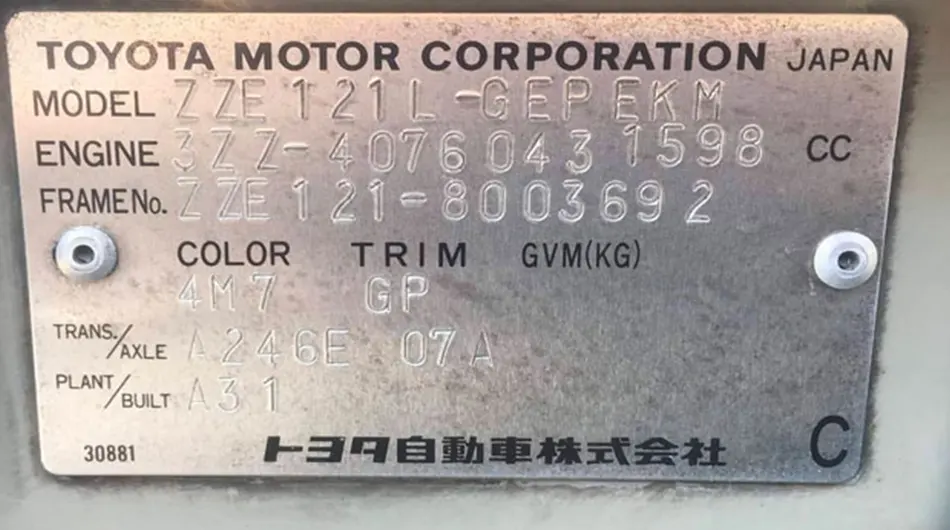 TOYOTA MOTOR CORPORATION JAPAN
MODEL ZZE121L-GEPEKM
ENGINE 3ZZ-4076043 1598 CC
FRAME No. ZZE121-8003692
COLOR TRIM GVM(KG)
4M7 GP
TRANS./AXLE A246E 07A
PLANT/BUILT A31
30881 トヨタ自動車株式会社 C